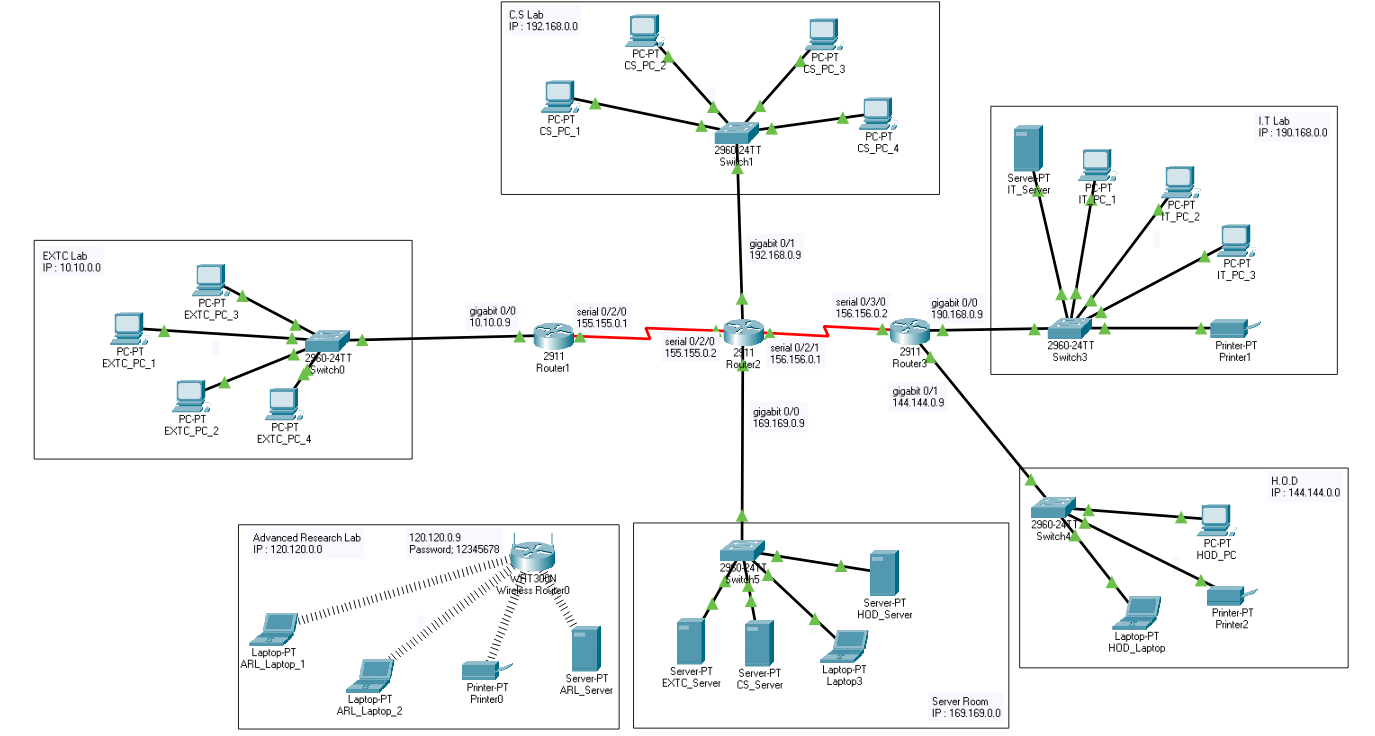 C.S Lab
IP : 192.168.0.0
PC-PT
CS_PC_2
PC-PT
CS_PC_3
PC-PT
CS_PC_1
PC-PT
CS_PC_4
2960-24TT
Switch1
I.T Lab
IP : 190.168.0.0
Server-PT
IT_Server
PC-PT
IT_PC_1
PC-PT
IT_PC_2
PC-PT
IT_PC_3
2960-24TT
Switch3
Printer-PT
Printer1
EXTC Lab
IP : 10.10.0.0
PC-PT
EXTC_PC_3
PC-PT
EXTC_PC_1
PC-PT
EXTC_PC_2
PC-PT
EXTC_PC_4
2960-24TT
Switch0
gigabit 0/0
10.10.0.9
serial 0/2/0
155.155.0.1
2911
Router1
gigabit 0/1
192.168.0.9
serial 0/2/0
155.155.0.2
2911
Router2
serial 0/2/1
156.156.0.1
serial 0/3/0
156.156.0.2
gigabit 0/0
190.168.0.9
2911
Router3
gigabit 0/1
144.144.0.9
gigabit 0/0
169.169.0.9
H.O.D
IP : 144.144.0.0
2960-24TT
Switch4
PC-PT
HOD_PC
Printer-PT
Printer2
Laptop-PT
HOD_Laptop
Advanced Research Lab
IP : 120.120.0.0
120.120.0.9
Password; 12345678
WRT300N
Wireless Router0
Laptop-PT
ARL_Laptop_1
Laptop-PT
ARL_Laptop_2
Printer-PT
Printer0
Server-PT
ARL_Server
2960-24TT
Switch5
Server-PT
HOD_Server
Server-PT
EXTC_Server
Server-PT
CS_Server
Laptop-PT
Laptop3
Server Room
IP : 169.169.0.0